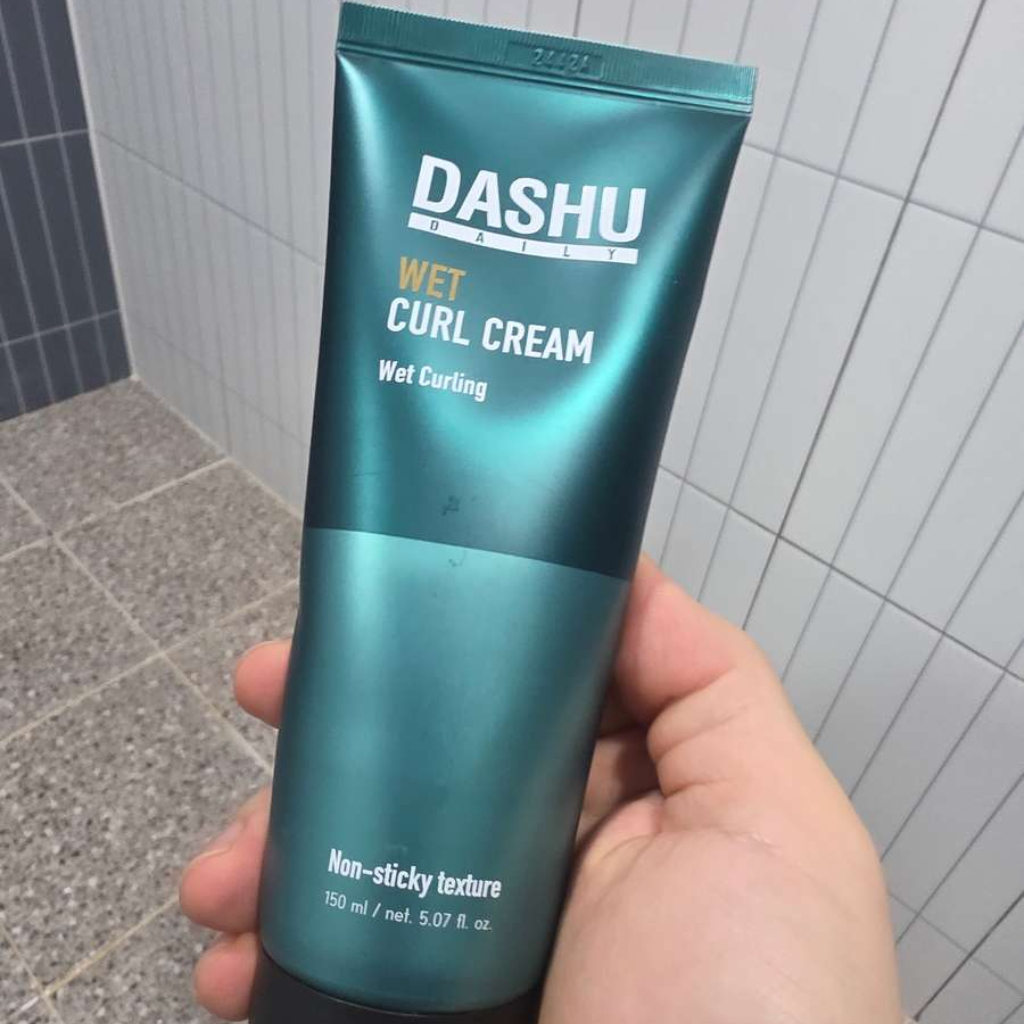 DASHU
DAILY
WET
CURL CREAM
Wet Curling
Non-sticky texture
150 ml / net. 5.07 fl. oz.